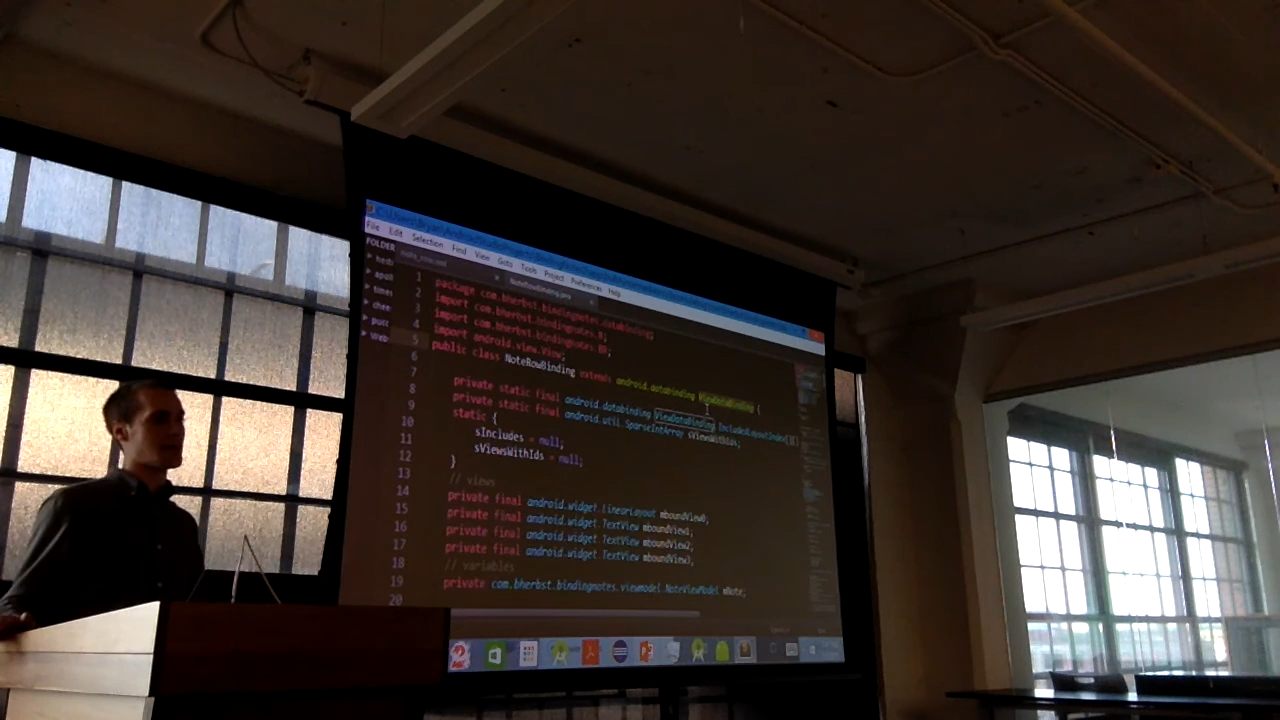 File Edit Selection Find View Goto Tools Project Preferences Help
FOLDER
NoteRowBinding.java
1 package com.bherbst.bindingnotes.databinding;
2 import com.bherbst.bindingnotes.R;
3 import com.bherbst.bindingnotes.BR;
4 import android.view.View;
5 public class NoteRowBinding extends android.databinding.ViewDataBinding {
6
7 private static final android.databinding.ViewDataBinding.IncludedLayoutIndex[][]
8 private static final android.util.SparseIntArray sViewsWithIds;
9 static {
10 sIncludes = null;
11 sViewsWithIds = null;
12 }
13 // views
14 private final android.widget.LinearLayout mboundView0;
15 private final android.widget.TextView mboundView1;
16 private final android.widget.TextView mboundView2;
17 private final android.widget.TextView mboundView3;
18 // variables
19 private com.bherbst.bindingnotes.viewmodel.NoteViewModel mNote;
20